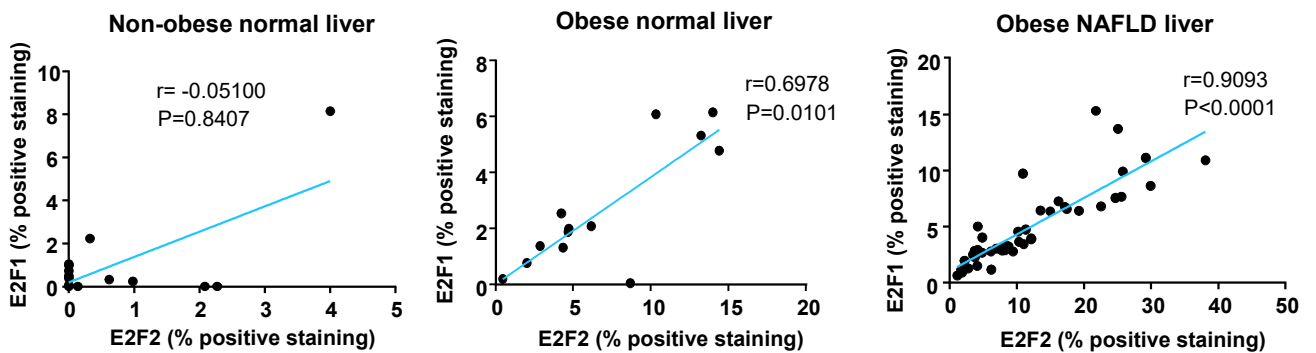 Non-obese normal liver
E2F1 (% positive staining)
10
8
6
4
2
0
r= -0.05100
P=0.8407
0 1 2 3 4 5
E2F2 (% positive staining)
Obese normal liver
E2F1 (% positive staining)
8
6
4
2
0
r=0.6978
P=0.0101
0 5 10 15 20
E2F2 (% positive staining)
Obese NAFLD liver
E2F1 (% positive staining)
20
15
10
5
0
r=0.9093
P<0.0001
0 10 20 30 40 50
E2F2 (% positive staining)